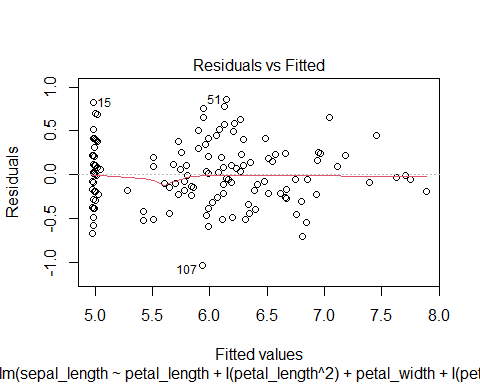 Residuals vs Fitted
Residuals
1.0
0.5
0.0
-0.5
-1.0
15
51
107
5.0 5.5 6.0 6.5 7.0 7.5 8.0
Fitted values
lm(sepal_length ~ petal_length + I(petal_length^2) + petal_width + I(pet